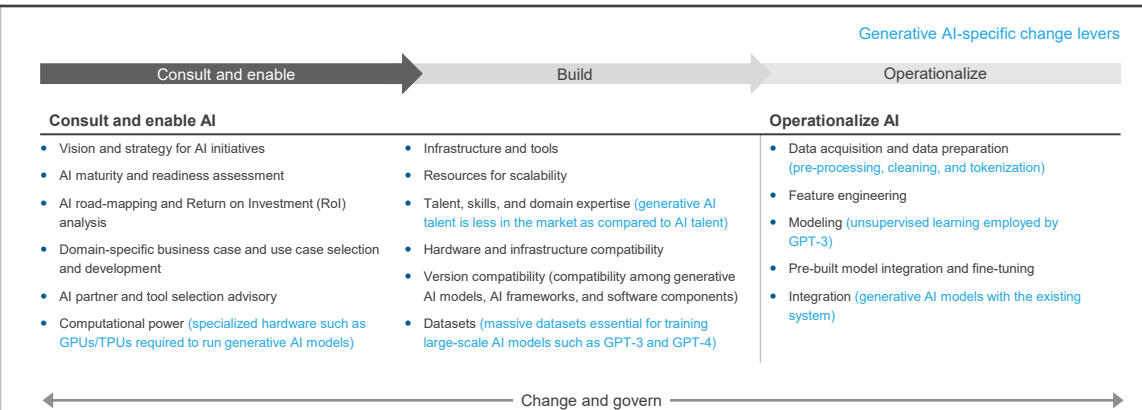 Generative AI-specific change levers
Consult and enable
Build
Operationalize
Consult and enable AI
• Vision and strategy for AI initiatives
• AI maturity and readiness assessment
• AI road-mapping and Return on Investment (RoI)
analysis
• Domain-specific business case and use case selection
and development
• AI partner and tool selection advisory
• Computational power (specialized hardware such as
GPUs/TPUs required to run generative AI models)
• Infrastructure and tools
• Resources for scalability
• Talent, skills, and domain expertise (generative AI
talent is less in the market as compared to AI talent)
• Hardware and infrastructure compatibility
• Version compatibility (compatibility among generative
AI models, AI frameworks, and software components)
• Datasets (massive datasets essential for training
large-scale AI models such as GPT-3 and GPT-4)
Operationalize AI
• Data acquisition and data preparation
(pre-processing, cleaning, and tokenization)
• Feature engineering
• Modeling (unsupervised learning employed by
GPT-3)
• Pre-built model integration and fine-tuning
• Integration (generative AI models with the existing
system)
Change and govern